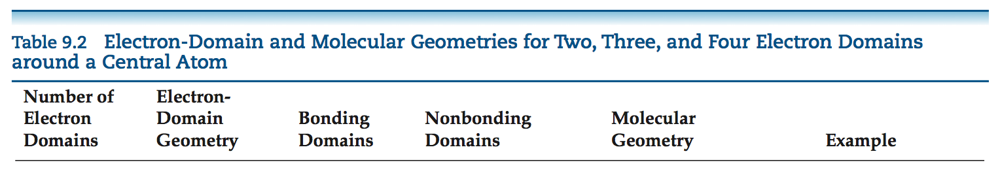 Table 9.2 Electron-Domain and Molecular Geometries for Two, Three, and Four Electron Domains
around a Central Atom
Number of Electron Domains
Electron-Domain Geometry
Bonding Domains
Nonbonding Domains
Molecular Geometry
Example